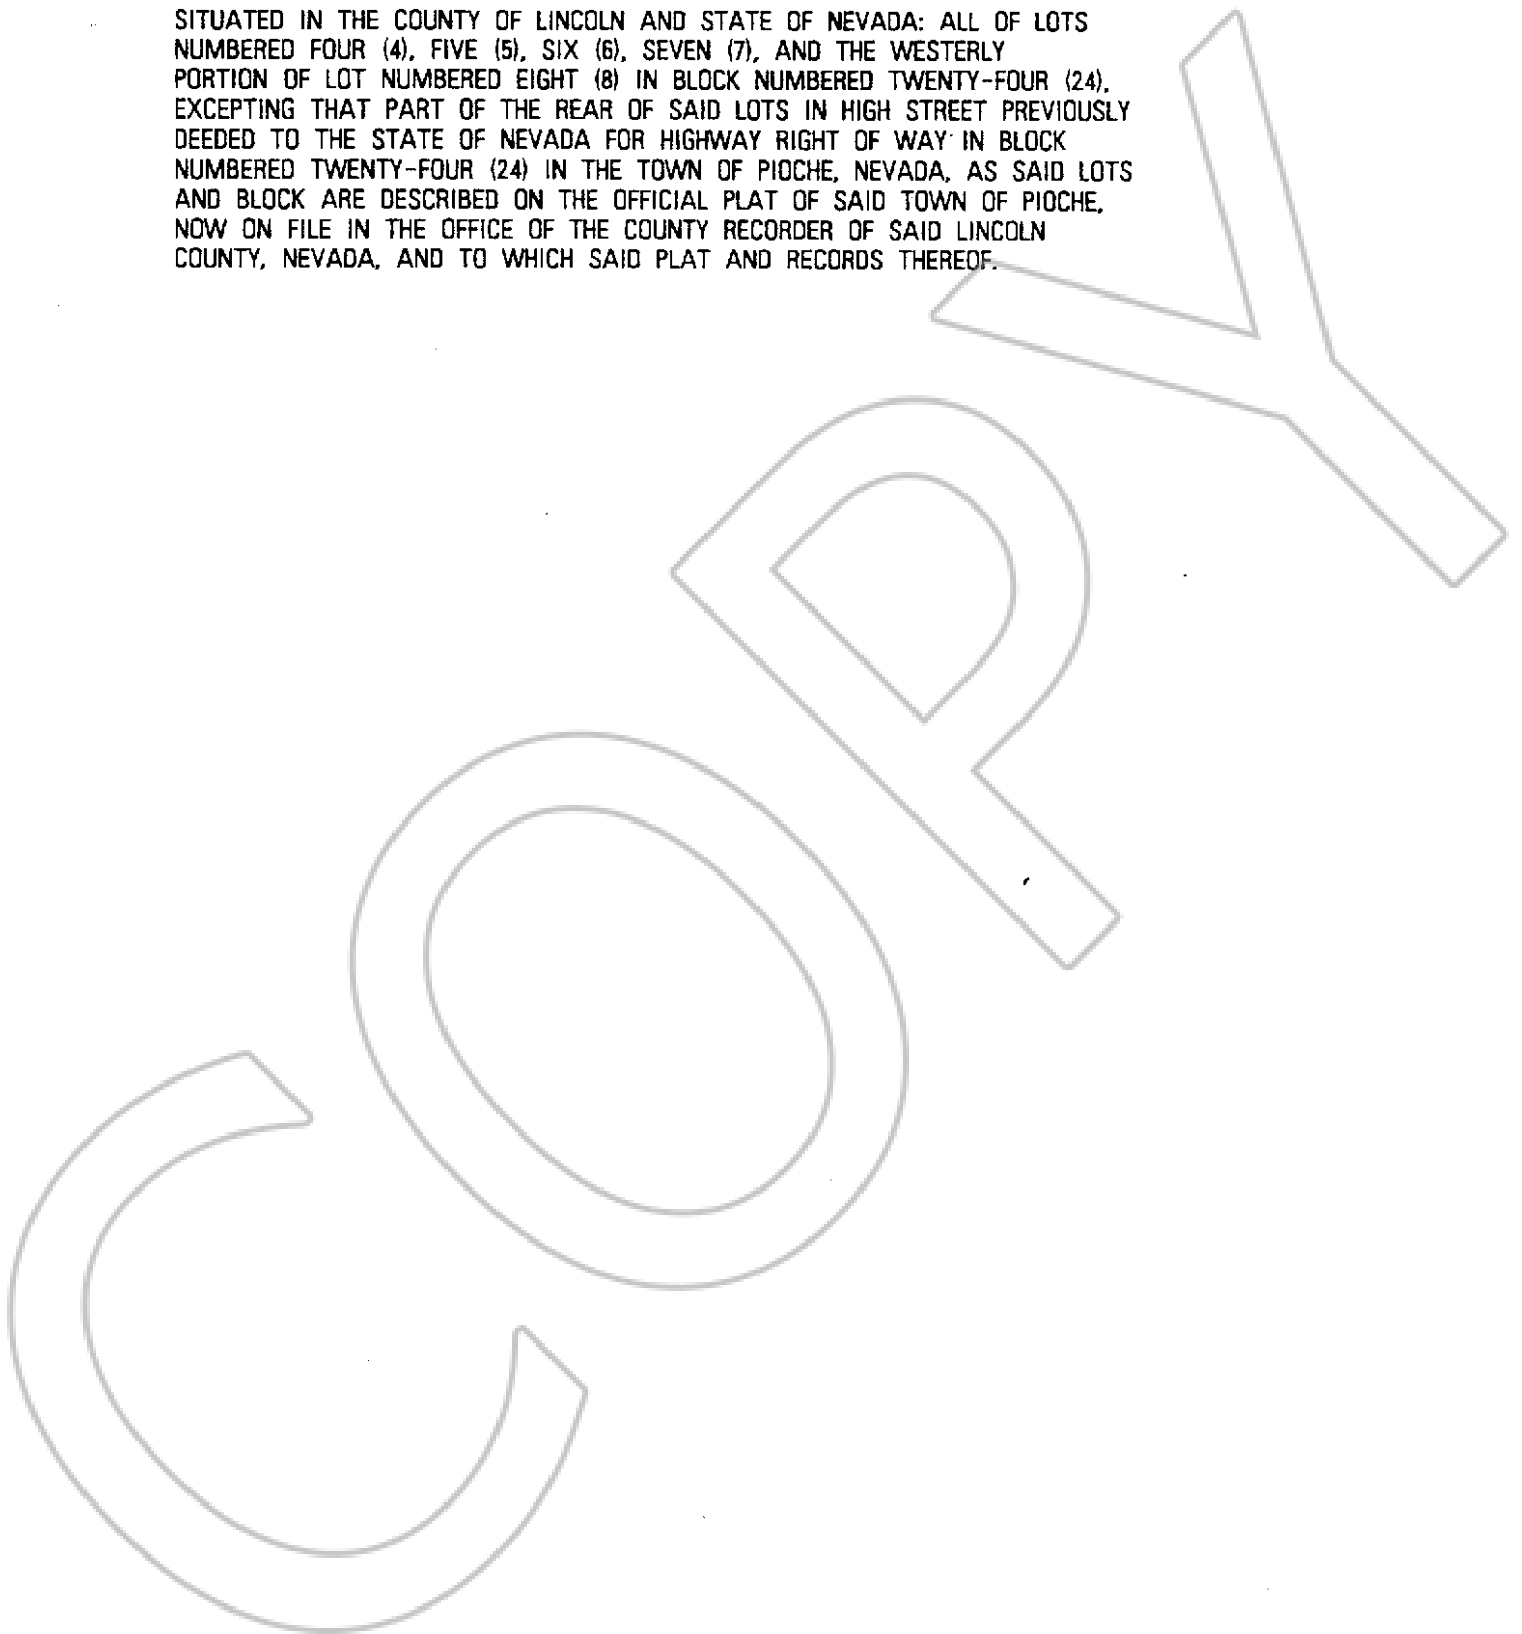 SITUATED IN THE COUNTY OF LINCOLN AND STATE OF NEVADA: ALL OF LOTS
NUMBERED FOUR (4), FIVE (5), SIX (6), SEVEN (7), AND THE WESTERLY
PORTION OF LOT NUMBERED EIGHT (8) IN BLOCK NUMBERED TWENTY-FOUR (24),
EXCEPTING THAT PART OF THE REAR OF SAID LOTS IN HIGH STREET PREVIOUSLY
DEEDED TO THE STATE OF NEVADA FOR HIGHWAY RIGHT OF WAY IN BLOCK
NUMBERED TWENTY-FOUR (24) IN THE TOWN OF PIOCHE, NEVADA, AS SAID LOTS
AND BLOCK ARE DESCRIBED ON THE OFFICIAL PLAT OF SAID TOWN OF PIOCHE,
NOW ON FILE IN THE OFFICE OF THE COUNTY RECORDER OF SAID LINCOLN
COUNTY, NEVADA, AND TO WHICH SAID PLAT AND RECORDS THEREOF.
COPY